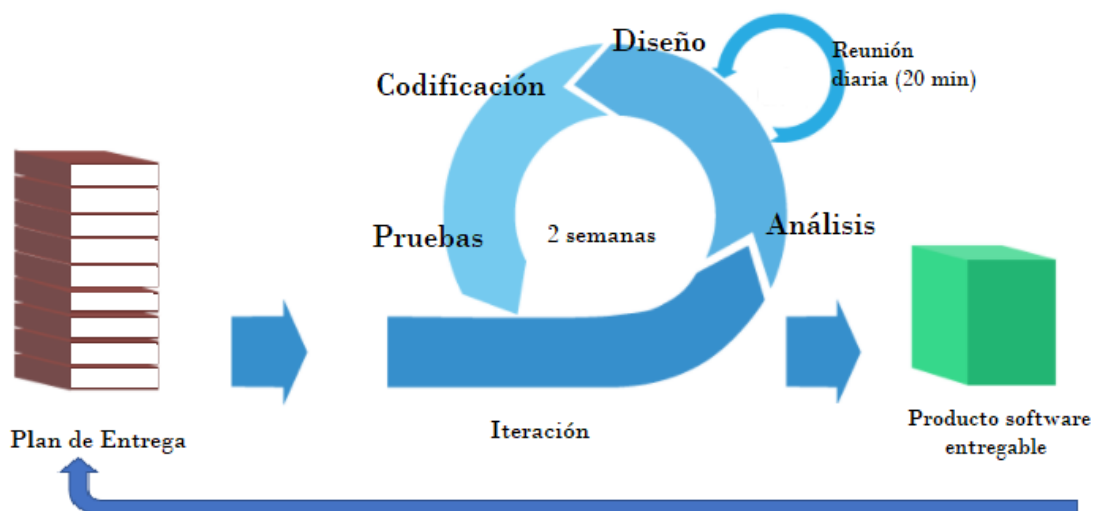 Diseño
Reunión
diaria (20 min)
Codificación
Pruebas
2 semanas
Análisis
Plan de Entrega
Iteración
Producto software
entregable